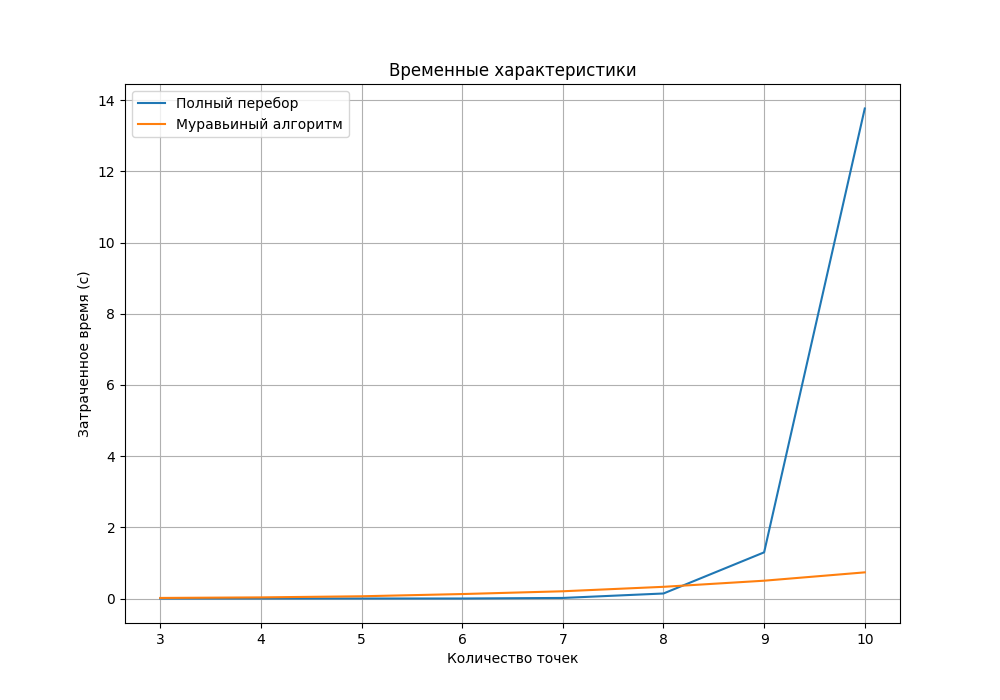 Временные характеристики
Полный перебор
Муравьиный алгоритм
14
12
10
8
6
4
2
0
Затраченное время (с)
3 4 5 6 7 8 9 10
Количество точек